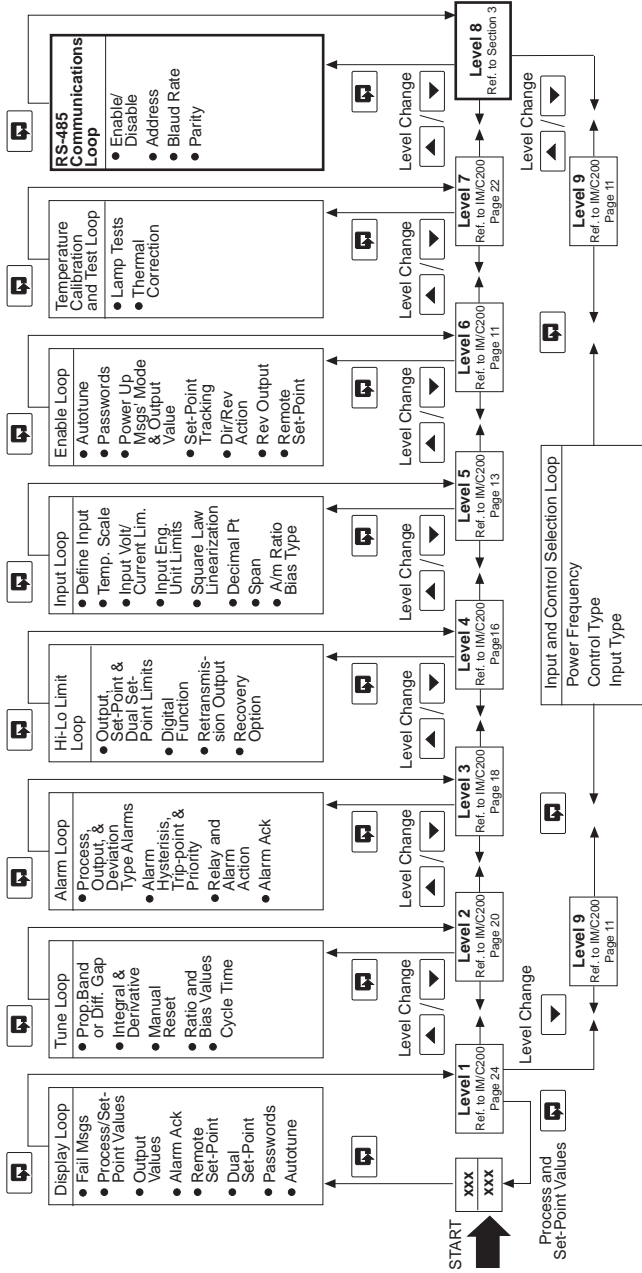 START
xxx
xxx
Process and
Set-Point Values
Display Loop
• Fail Msgs
• Process/Set-
Point Values
• Output
Values
• Alarm Ack
• Remote
Set-Point
• Dual
Set-Point
• Passwords
• Autotune
Level 1
Ref. to IM/C200
Page 24
Level Change
Tune Loop
• Prop.Band
or Diff. Gap
• Integral &
Derivative
• Manual
Reset
• Ratio and
Bias Values
• Cycle Time
Level Change
/
Level 2
Ref. to IM/C200
Page 20
Alarm Loop
• Process,
Output, &
Deviation
Type Alarms
• Alarm
Hysterisis,
Trip-point &
Priority
• Relay and
Alarm
Action
• Alarm Ack
Level Change
/
Level 3
Ref. to IM/C200
Page 18
Hi-Lo Limit
Loop
• Output,
Set-Point &
Dual Set-
Point Limits
• Digital
Function
• Retransmis-
sion Output
• Recovery
Option
Level Change
/
Level 4
Ref. to IM/C200
Page16
Input Loop
• Define Input
• Temp. Scale
• Input Volt/
Current Lim.
• Input Eng.
Unit Limits
• Square Law
Linearization
• Decimal Pt
• Span
• A/m Ratio
Bias Type
Level Change
/
Level 5
Ref. to IM/C200
Page 13
Enable Loop
• Autotune
• Passwords
• Power Up
Msgs' Mode
& Output
Value
• Set-Point
Tracking
• Dir/Rev
Action
• Rev Output
• Remote
Set-Point
Level Change
/
Level 6
Ref. to IM/C200
Page 11
Temperature
Calibration
and Test Loop
• Lamp Tests
• Thermal
Correction
Level Change
/
Level 7
Ref. to IM/C200
Page 22
RS-485
Communications
Loop
• Enable/
Disable
• Address
• Blaud Rate
• Parity
Level Change
/
Level 8
Ref. to Section 3
Level Change
/
Level 9
Ref. to IM/C200
Page 11
Input and Control Selection Loop
Power Frequency
Control Type
Input Type
Level 9
Ref. to IM/C200
Page 11